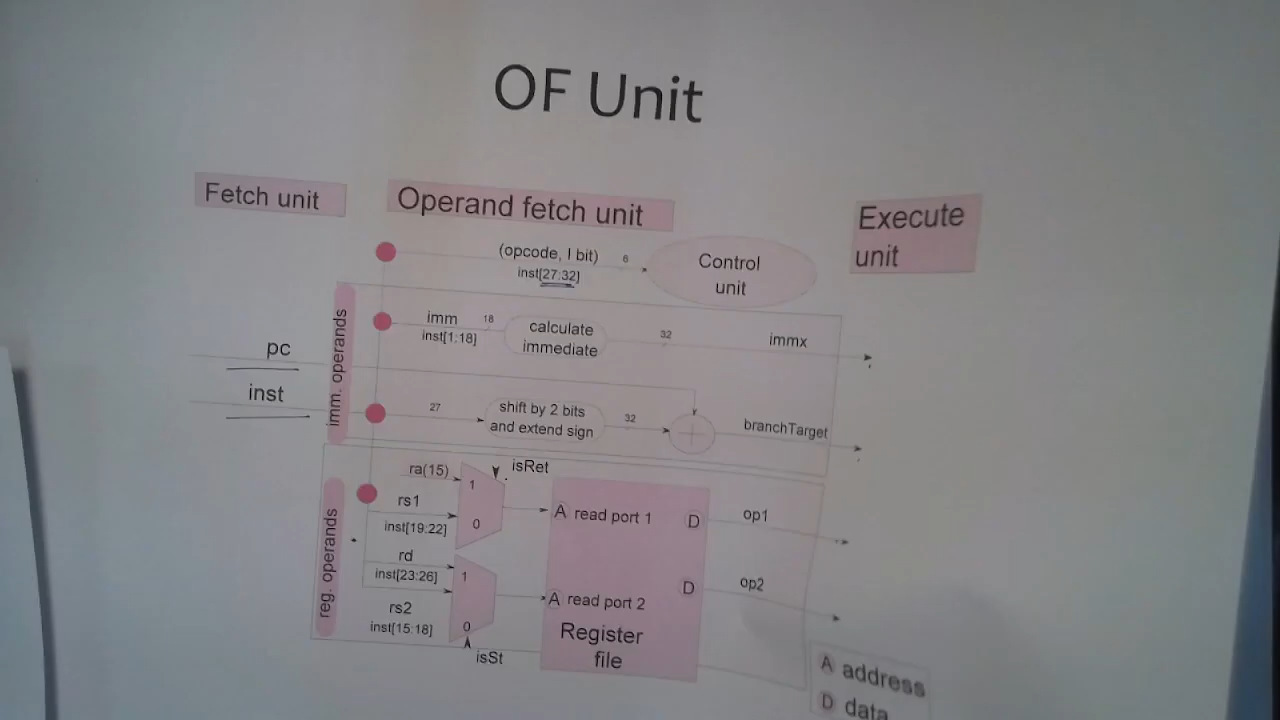 OF Unit
Fetch unit
Operand fetch unit
Execute
unit
(opcode, I bit)
6
inst[27:32]
Control
unit
imm. operands
imm
18
inst[1:18]
calculate
immediate
32
immx
pc
inst
27
shift by 2 bits
and extend sign
32
branchTarget
reg. operands
ra(15)
isRet
1
rs1
inst[19:22]
0
A read port 1
D
op1
rd
inst[23:26]
1
rs2
inst[15:18]
0
isSt
A read port 2
D
op2
Register
file
A address
D data